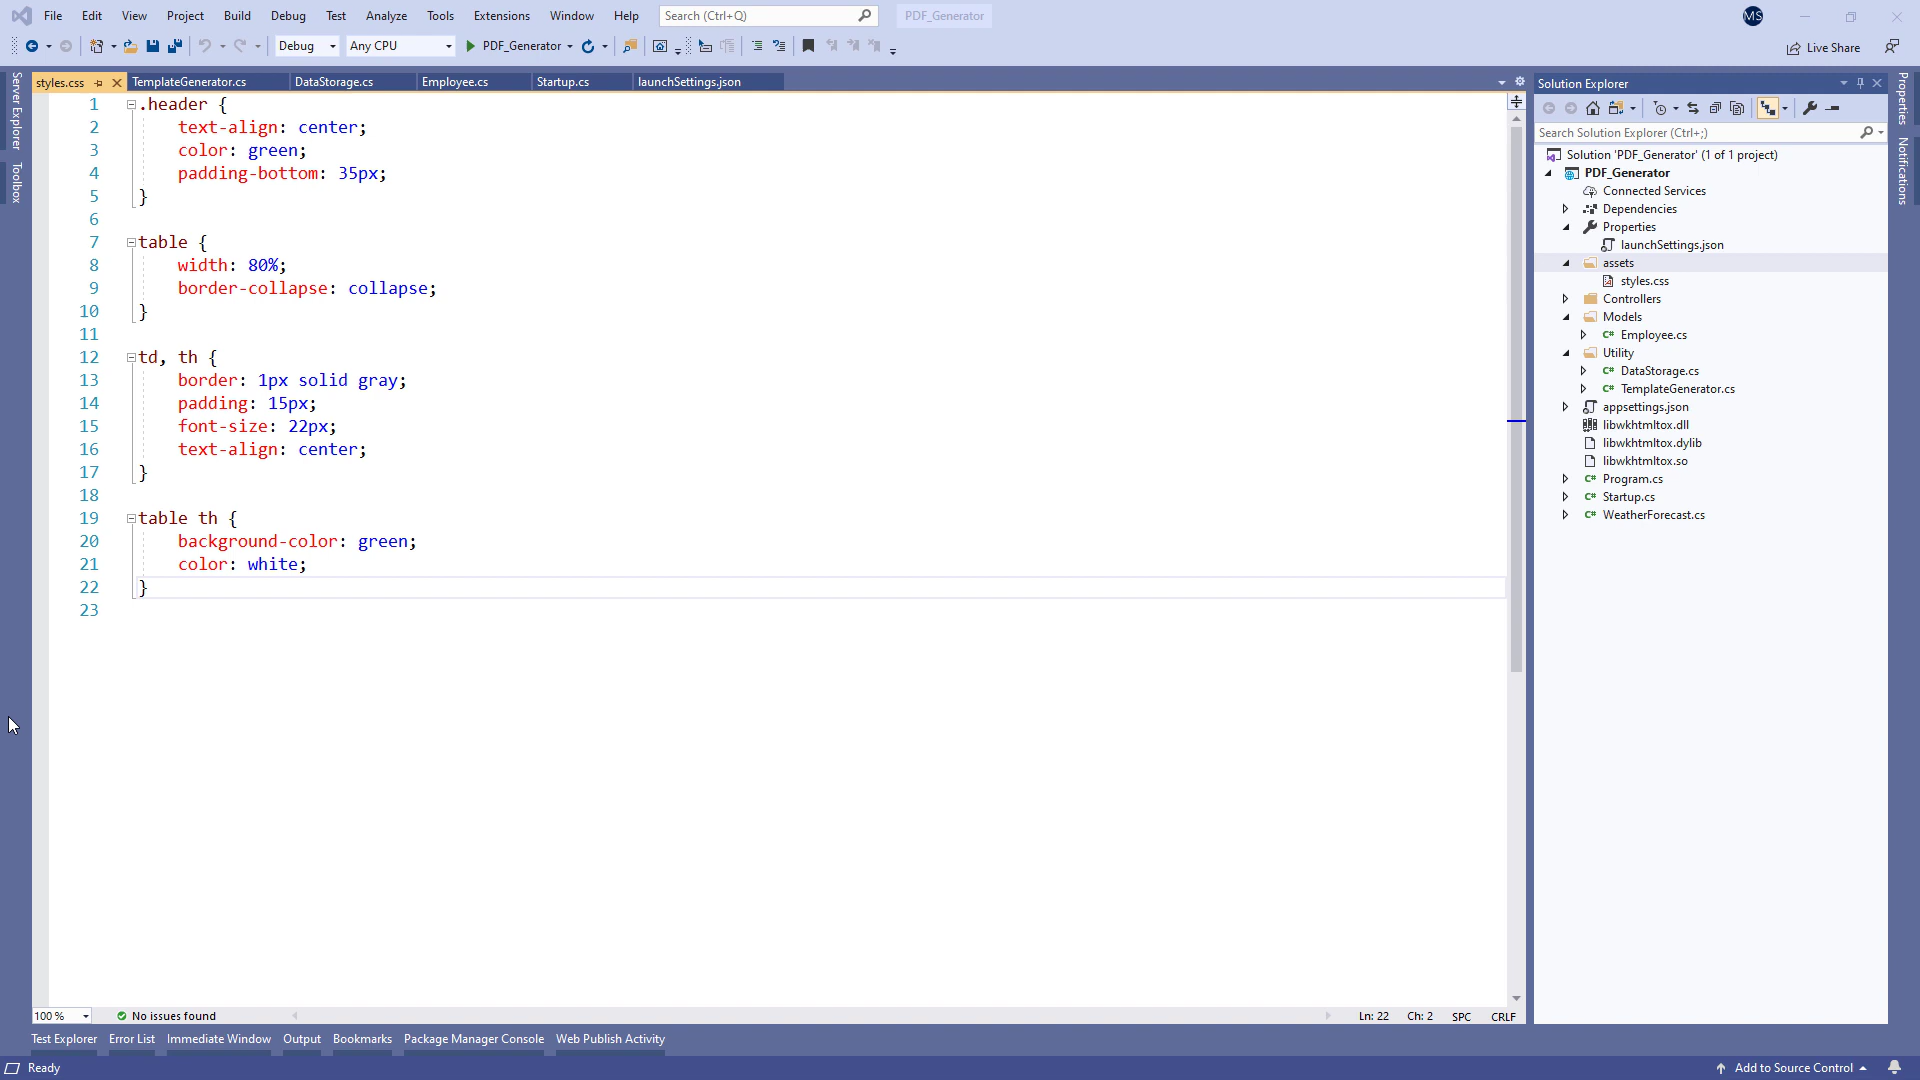 File Edit View Project Build Debug Test Analyze Tools Extensions Window Help Search (Ctrl+Q) PDF_Generator MS
Debug Any CPU PDF_Generator Live Share
styles.css TemplateGenerator.cs DataStorage.cs Employee.cs Startup.cs launchSettings.json
Server Explorer
Toolbox
1 .header {
2 text-align: center;
3 color: green;
4 padding-bottom: 35px;
5 }
6
7 table {
8 width: 80%;
9 border-collapse: collapse;
10 }
11
12 td, th {
13 border: 1px solid gray;
14 padding: 15px;
15 font-size: 22px;
16 text-align: center;
17 }
18
19 table th {
20 background-color: green;
21 color: white;
22 }
23
100 % No issues found Ln: 22 Ch: 2 SPC CRLF
Solution Explorer
Search Solution Explorer (Ctrl+;)
Solution 'PDF_Generator' (1 of 1 project)
PDF_Generator
Connected Services
Dependencies
Properties
launchSettings.json
assets
styles.css
Controllers
Models
C# Employee.cs
Utility
C# DataStorage.cs
C# TemplateGenerator.cs
appsettings.json
libwkhtmltox.dll
libwkhtmltox.dylib
libwkhtmltox.so
C# Program.cs
C# Startup.cs
C# WeatherForecast.cs
Properties
Notifications
Test Explorer Error List Immediate Window Output Bookmarks Package Manager Console Web Publish Activity
Ready Add to Source Control